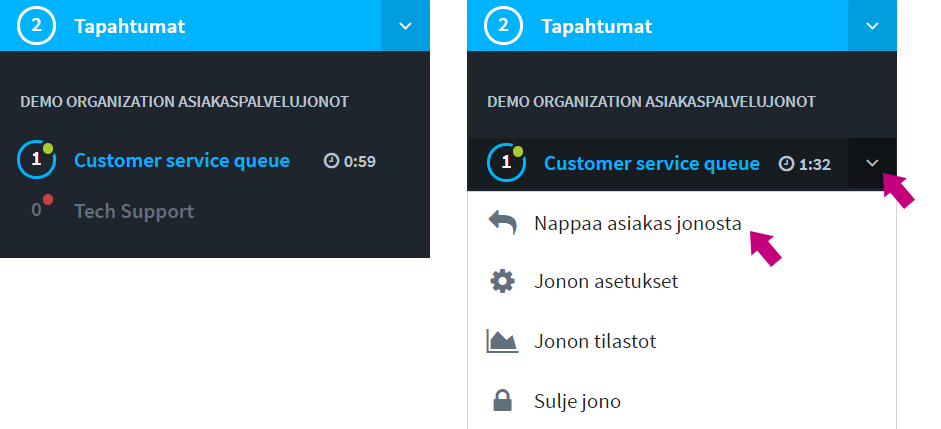 2 Tapahtumat
DEMO ORGANIZATION ASIAKASPALVELUJONOT
1 Customer service queue 0:59
0 Tech Support
2 Tapahtumat
DEMO ORGANIZATION ASIAKASPALVELUJONOT
1 Customer service queue 1:32
Nappaa asiakas jonosta
Jonon asetukset
Jonon tilastot
Sulje jono